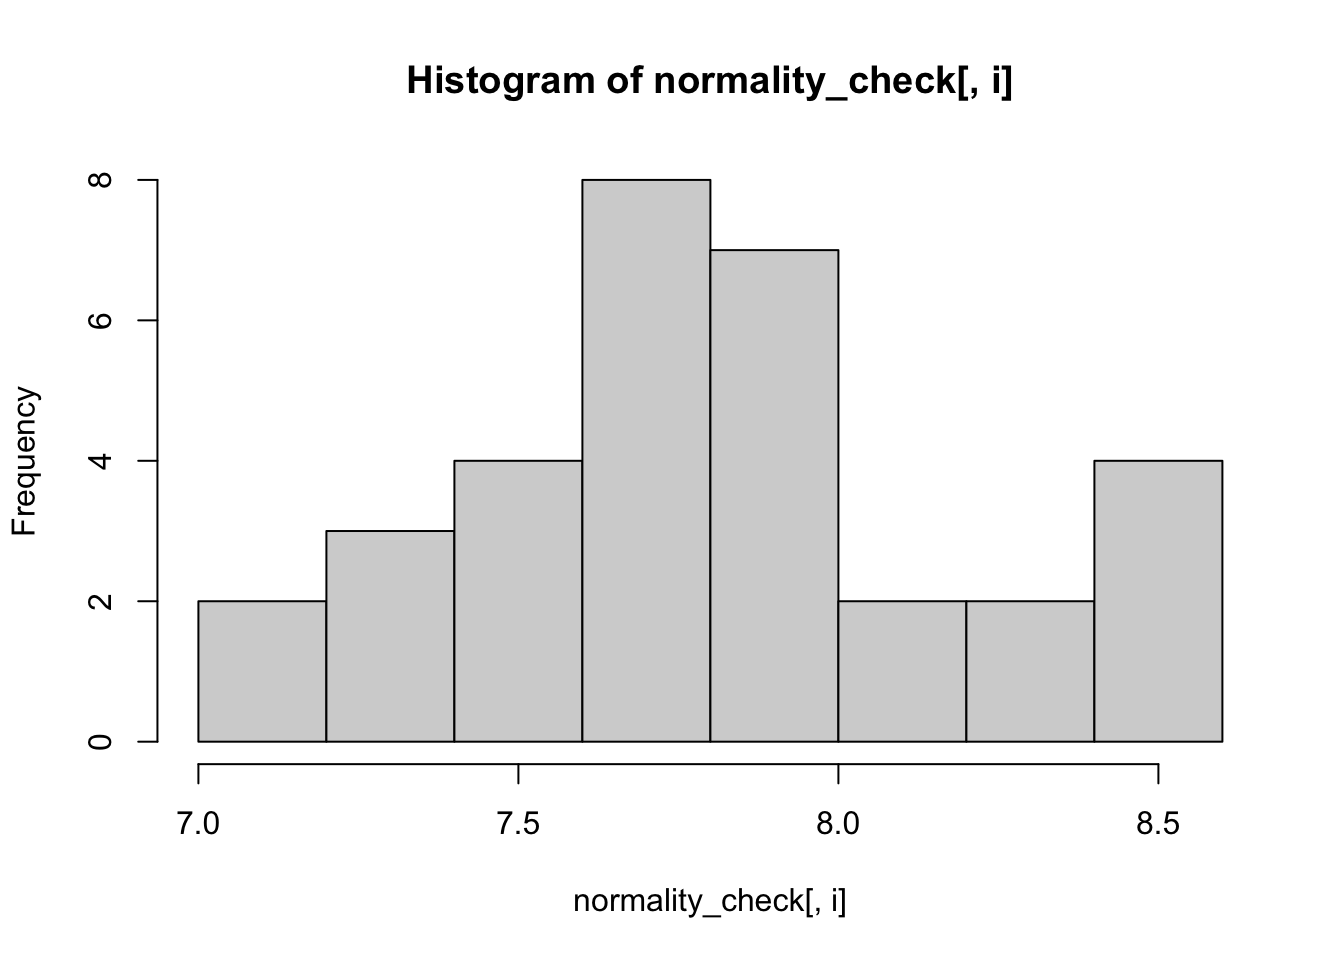 Histogram of normality_check[, i]
Frequency
8
6
4
2
0
7.0 7.5 8.0 8.5
normality_check[, i]